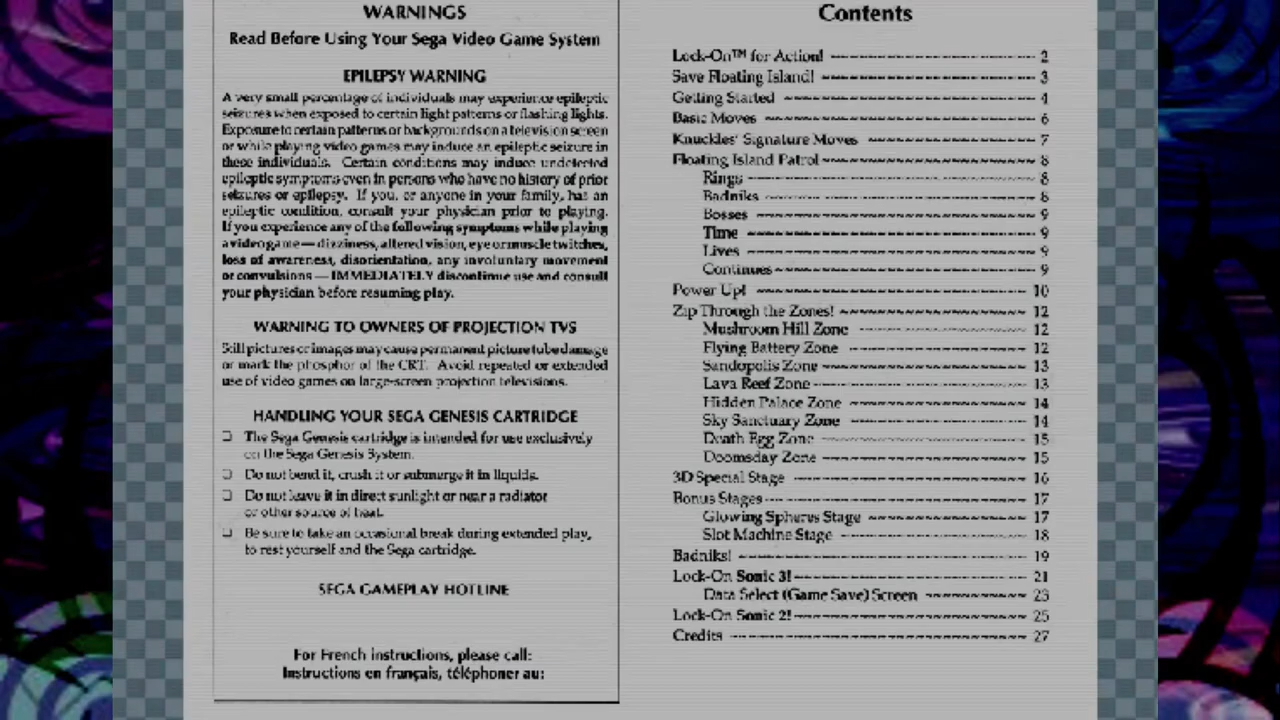 WARNINGS
Read Before Using Your Sega Video Game System
EPILEPSY WARNING
A very small percentage of individuals may experience epileptic
seizures when exposed to certain light patterns or flashing lights.
Exposure to certain patterns or backgrounds on a television screen
or while playing video games may induce an epileptic seizure in
these individuals. Certain conditions may induce undetected
epileptic symptoms even in persons who have no history of prior
seizures or epilepsy. If you, or anyone in your family, has an
epileptic condition, consult your physician prior to playing.
If you experience any of the following symptoms while playing
a video game — dizziness, altered vision, eye or muscle twitches,
loss of awareness, disorientation, any involuntary movement
or convulsions — IMMEDIATELY discontinue use and consult
your physician before resuming play.
WARNING TO OWNERS OF PROJECTION TVS
Still pictures or images may cause permanent picture tube damage
or mark the phosphor of the CRT. Avoid repeated or extended
use of video games on large-screen projection televisions.
HANDLING YOUR SEGA GENESIS CARTRIDGE
❏ The Sega Genesis cartridge is intended for use exclusively
on the Sega Genesis System.
❏ Do not bend it, crush it or submerge it in liquids.
❏ Do not leave it in direct sunlight or near a radiator
or other source of heat.
❏ Be sure to take an occasional break during extended play,
to rest yourself and the Sega cartridge.
SEGA GAMEPLAY HOTLINE
For French instructions, please call:
Instructions en français, téléphoner au:
Contents
Lock-On™ for Action! 2
Save Floating Island! 3
Getting Started 4
Basic Moves 6
Knuckles' Signature Moves 7
Floating Island Patrol 8
Rings 8
Badniks 8
Bosses 9
Time 9
Lives 9
Continues 9
Power Up! 10
Zip Through the Zones! 12
Mushroom Hill Zone 12
Flying Battery Zone 12
Sandopolis Zone 13
Lava Reef Zone 13
Hidden Palace Zone 14
Sky Sanctuary Zone 14
Death Egg Zone 15
Doomsday Zone 15
3D Special Stage 16
Bonus Stages 17
Glowing Spheres Stage 17
Slot Machine Stage 18
Badniks! 19
Lock-On Sonic 3! 21
Data Select (Game Save) Screen 23
Lock-On Sonic 2! 25
Credits 27